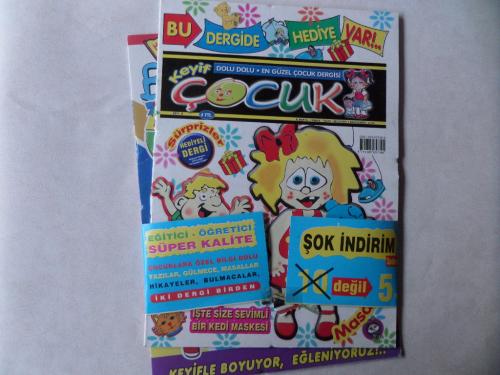 BU DERGİDE HEDİYE VAR!..
DOLU DOLU • EN GÜZEL ÇOCUK DERGİSİ
Keyif
ÇOCUK
Sürprizler
HEDİYELİ
DERGİ
EĞİTİCİ - ÖĞRETİCİ
SÜPER KALİTE
ÇOCUKLARA ÖZEL BİLGİ DOLU
YAZILAR, GÜLMECE, MASALLAR
HİKAYELER, BULMACALAR,
İKİ DERGİ BİRDEN
ŞOK İNDİRİM
10 değil 5
İŞTE SİZE SEVİMLİ
BİR KEDİ MASKESİ
KEYİFLE BOYUYOR, EĞLENİYORUZ!..